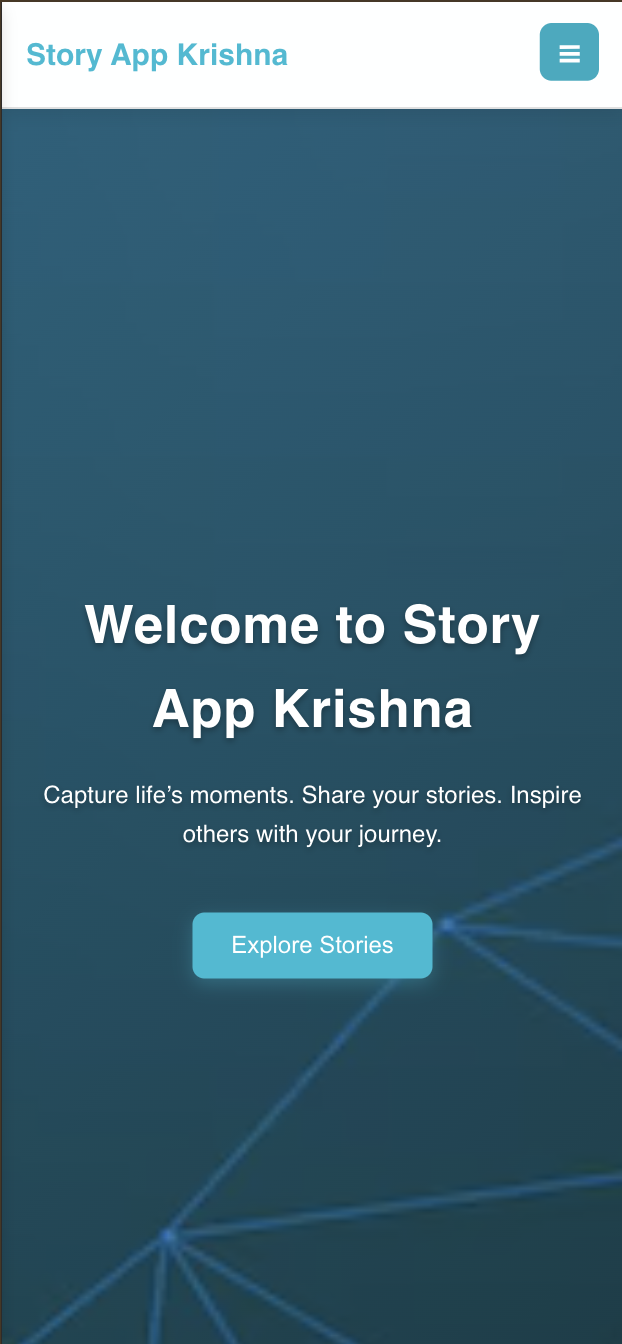 Story App Krishna
Welcome to Story
App Krishna
Capture life’s moments. Share your stories. Inspire
others with your journey.
Explore Stories